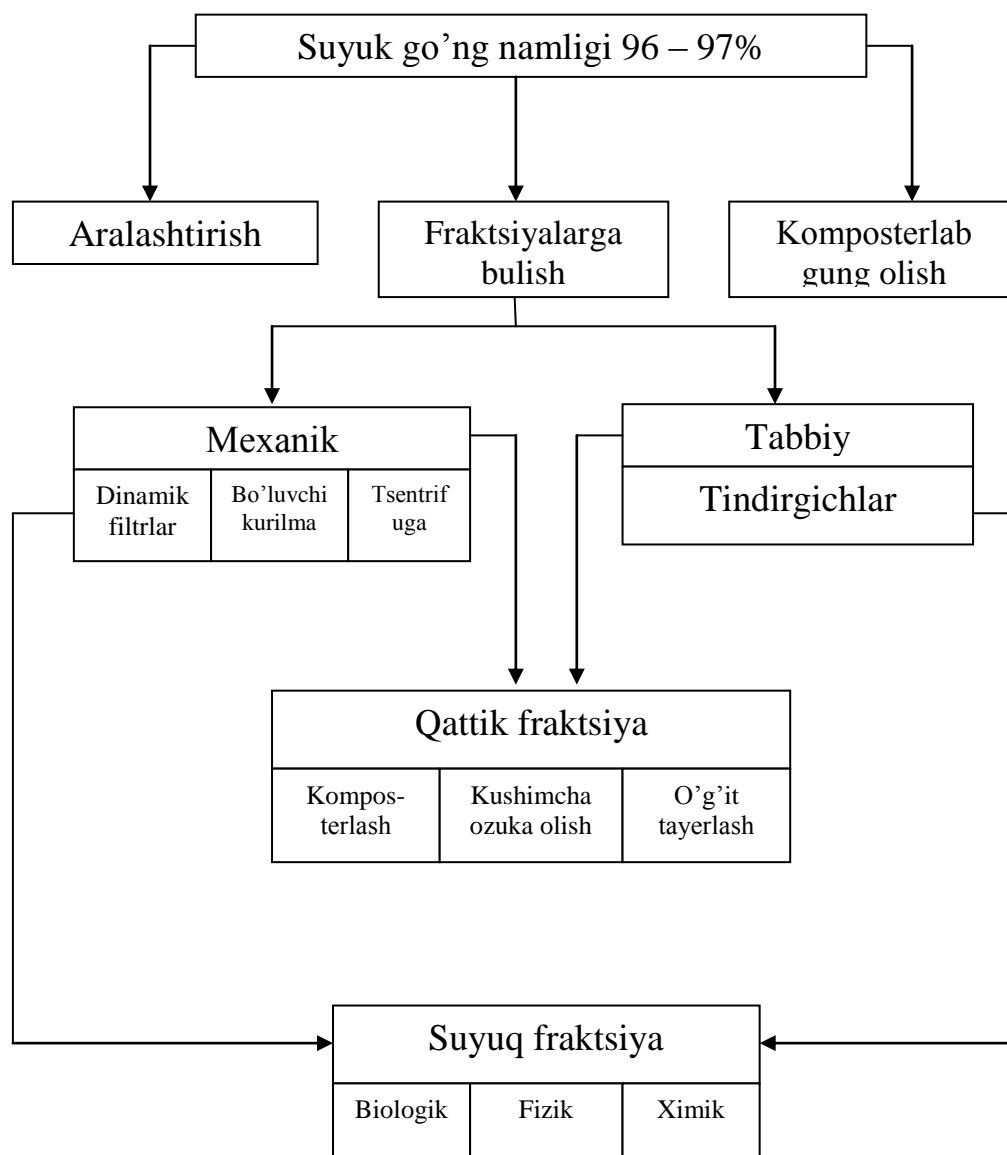 Suyuk go’ng namligi 96 – 97%
Aralashtirish
Fraktsiyalarga
bulish
Komposterlab
gung olish
Mexanik
Dinamik
filtrlar
Bo’luvchi
kurilma
Tsentrif
uga
Tabbiy
Tindirgichlar
Qattik fraktsiya
Kompos-
terlash
Kushimcha
ozuka olish
O’g’it
tayerlash
Suyuq fraktsiya
Biologik
Fizik
Ximik